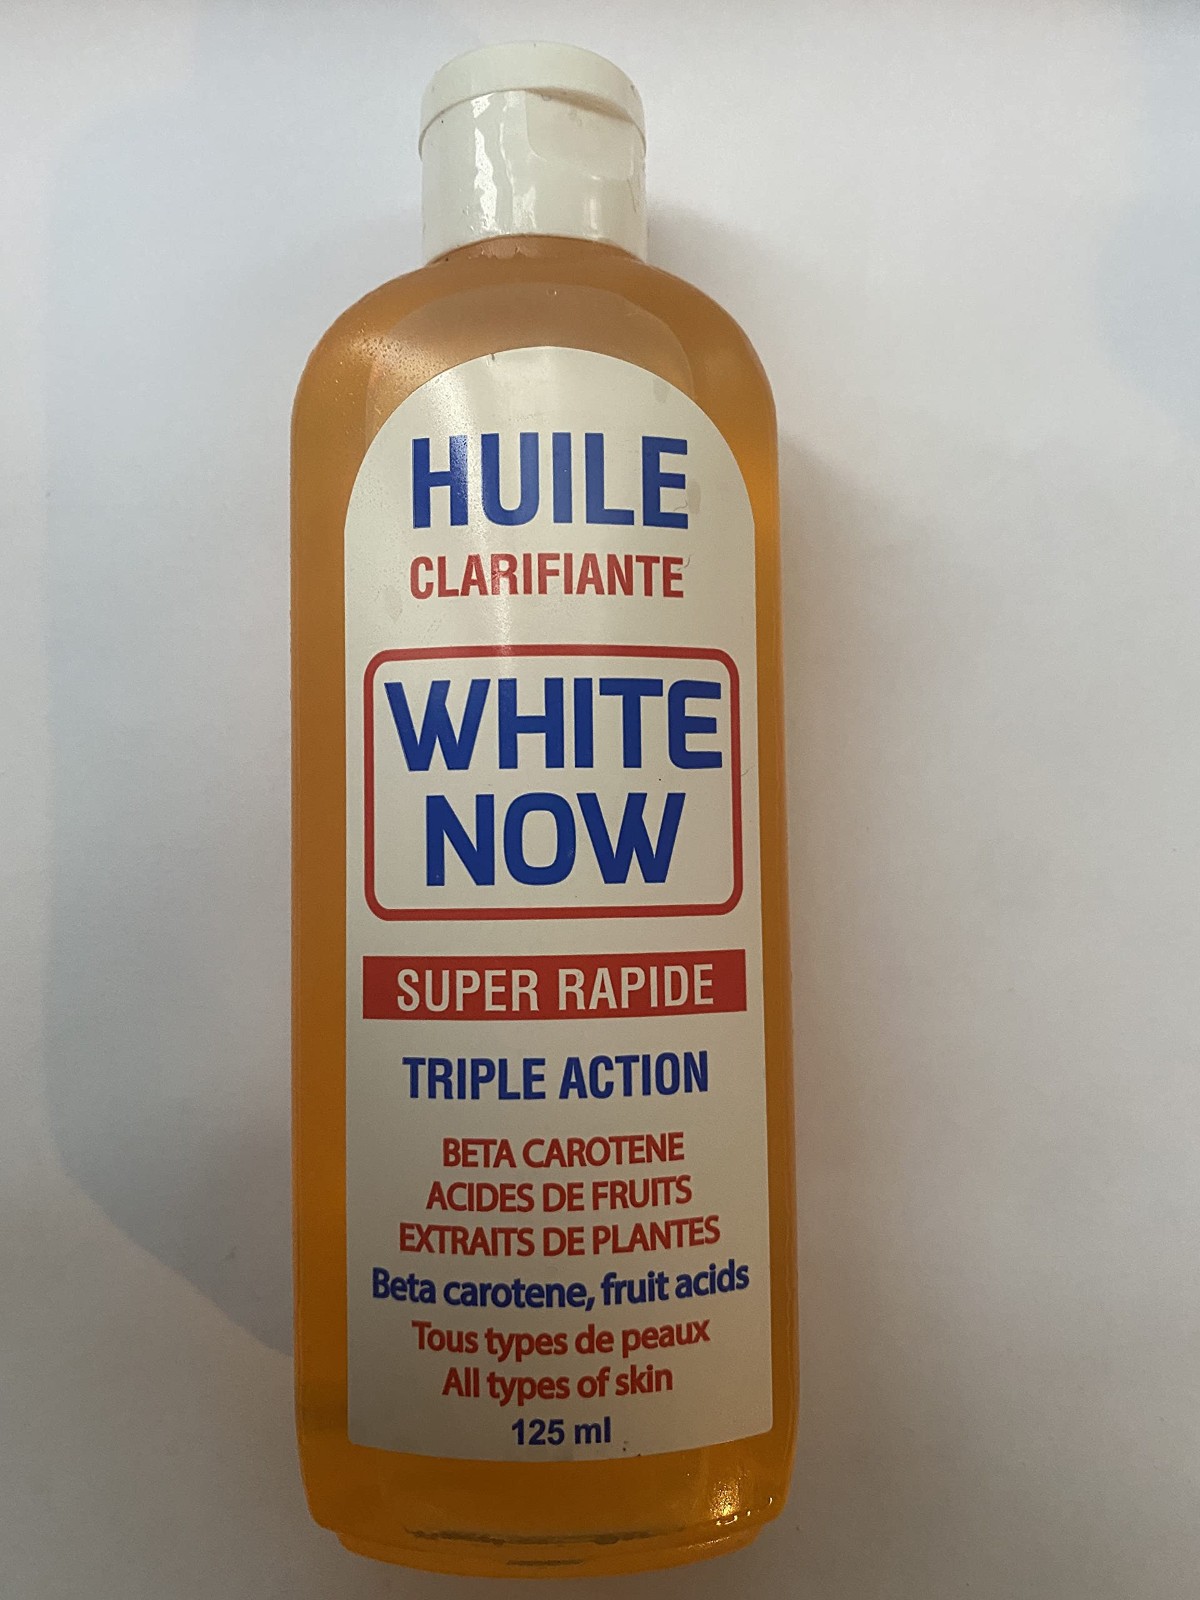 HUILE
CLARIFIANTE
WHITE
NOW
SUPER RAPIDE
TRIPLE ACTION
BETA CAROTENE
ACIDES DE FRUITS
EXTRAITS DE PLANTES
Beta carotene, fruit acids
Tous types de peaux
All types of skin
125 ml